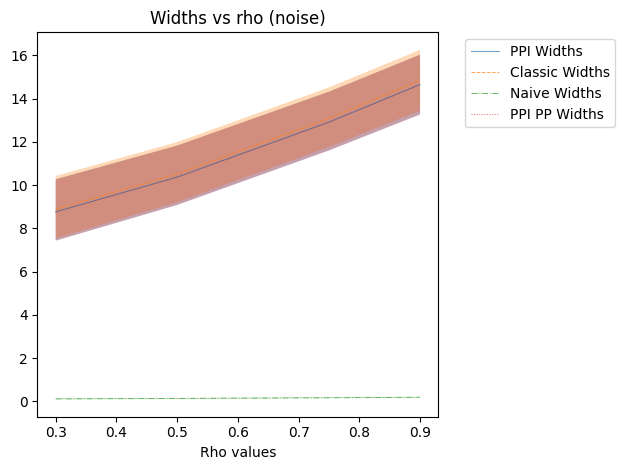 Widths vs rho (noise)
16
14
12
10
8
6
4
2
0
0.3 0.4 0.5 0.6 0.7 0.8 0.9
Rho values
PPI Widths
Classic Widths
Naive Widths
PPI PP Widths